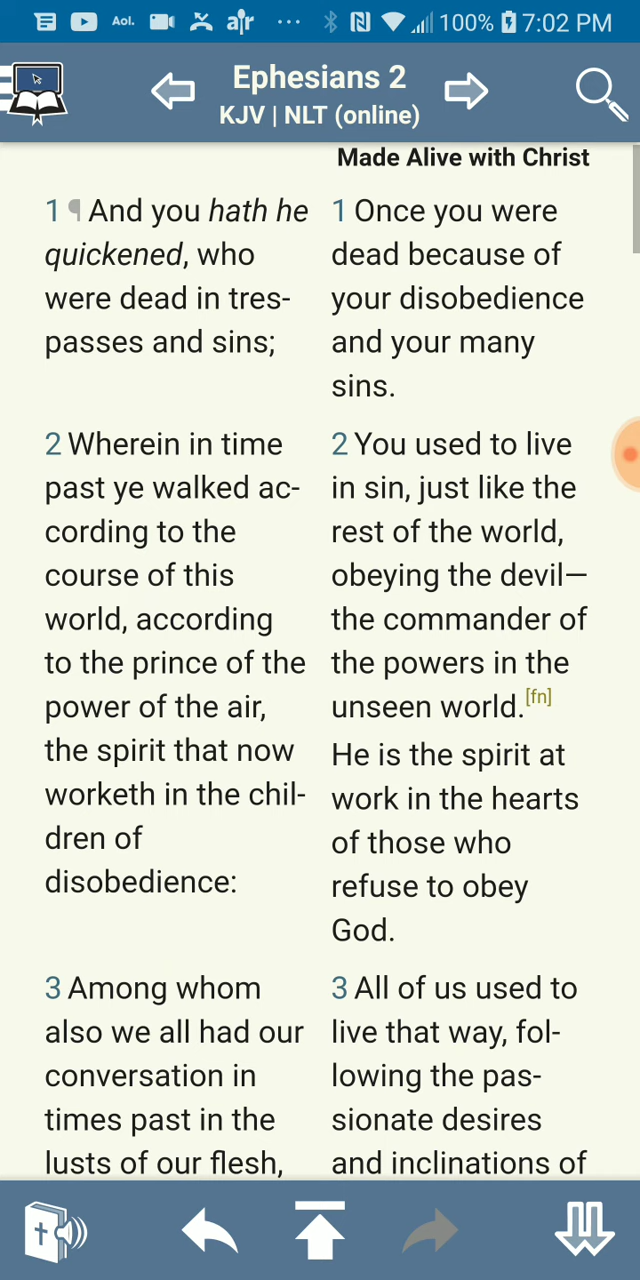 Aol.
a|r
...
100%
7:02 PM
Ephesians 2
KJV | NLT (online)
Made Alive with Christ
1 ¶ And you hath he
quickened, who
were dead in tres-
passes and sins;
1 Once you were
dead because of
your disobedience
and your many
sins.
2 Wherein in time
past ye walked ac-
cording to the
course of this
world, according
to the prince of the
power of the air,
the spirit that now
worketh in the chil-
dren of
disobedience:
2 You used to live
in sin, just like the
rest of the world,
obeying the devil—
the commander of
the powers in the
unseen world.[fn]
He is the spirit at
work in the hearts
of those who
refuse to obey
God.
3 Among whom
also we all had our
conversation in
times past in the
lusts of our flesh,
3 All of us used to
live that way, fol-
lowing the pas-
sionate desires
and inclinations of